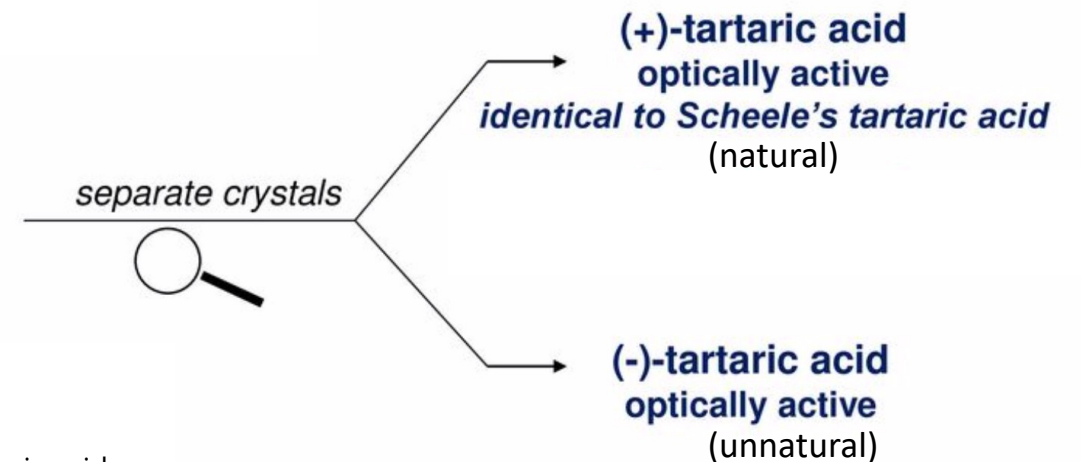 (+)-tartaric acid
optically active
identical to Scheele's tartaric acid
(natural)
separate crystals
(-)-tartaric acid
optically active
(unnatural)